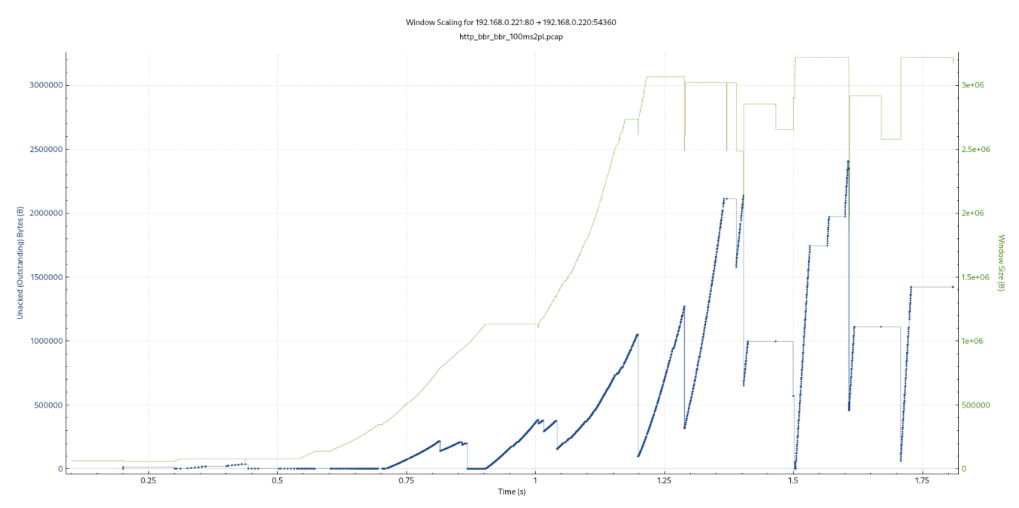 Window Scaling for 192.168.0.221:80 → 192.168.0.220:54360
http_bbr_bbr_100ms2pl.pcap
3000000
2500000
2000000
1500000
1000000
500000
0
Unacked (Outstanding) Bytes (B)
3e+06
2.5e+06
2e+06
1.5e+06
1e+06
500000
0
Window Size (B)
0.25
0.5
0.75
1
1.25
1.5
1.75
Time (s)